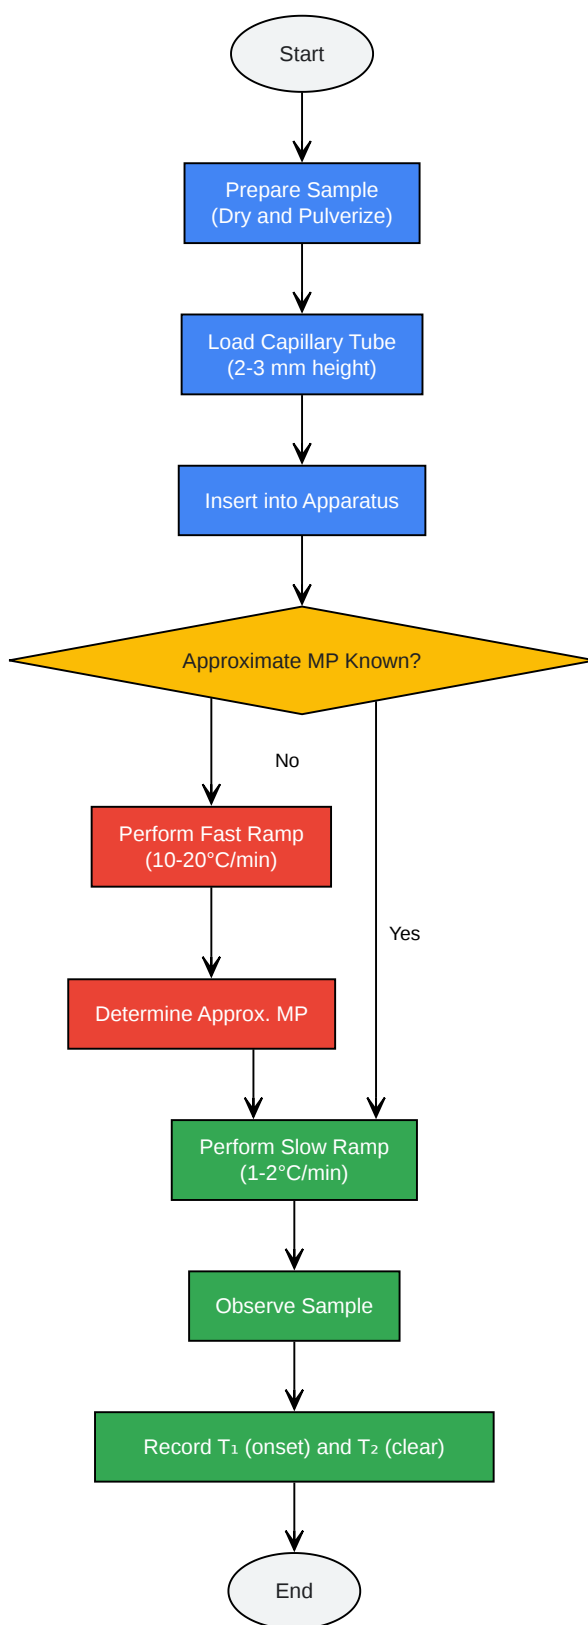 Start
Prepare Sample
(Dry and Pulverize)
Load Capillary Tube
(2-3 mm height)
Insert into Apparatus
Approximate MP Known?
No
Perform Fast Ramp
(10-20°C/min)
Yes
Determine Approx. MP
Perform Slow Ramp
(1-2°C/min)
Observe Sample
Record T₁ (onset) and T₂ (clear)
End